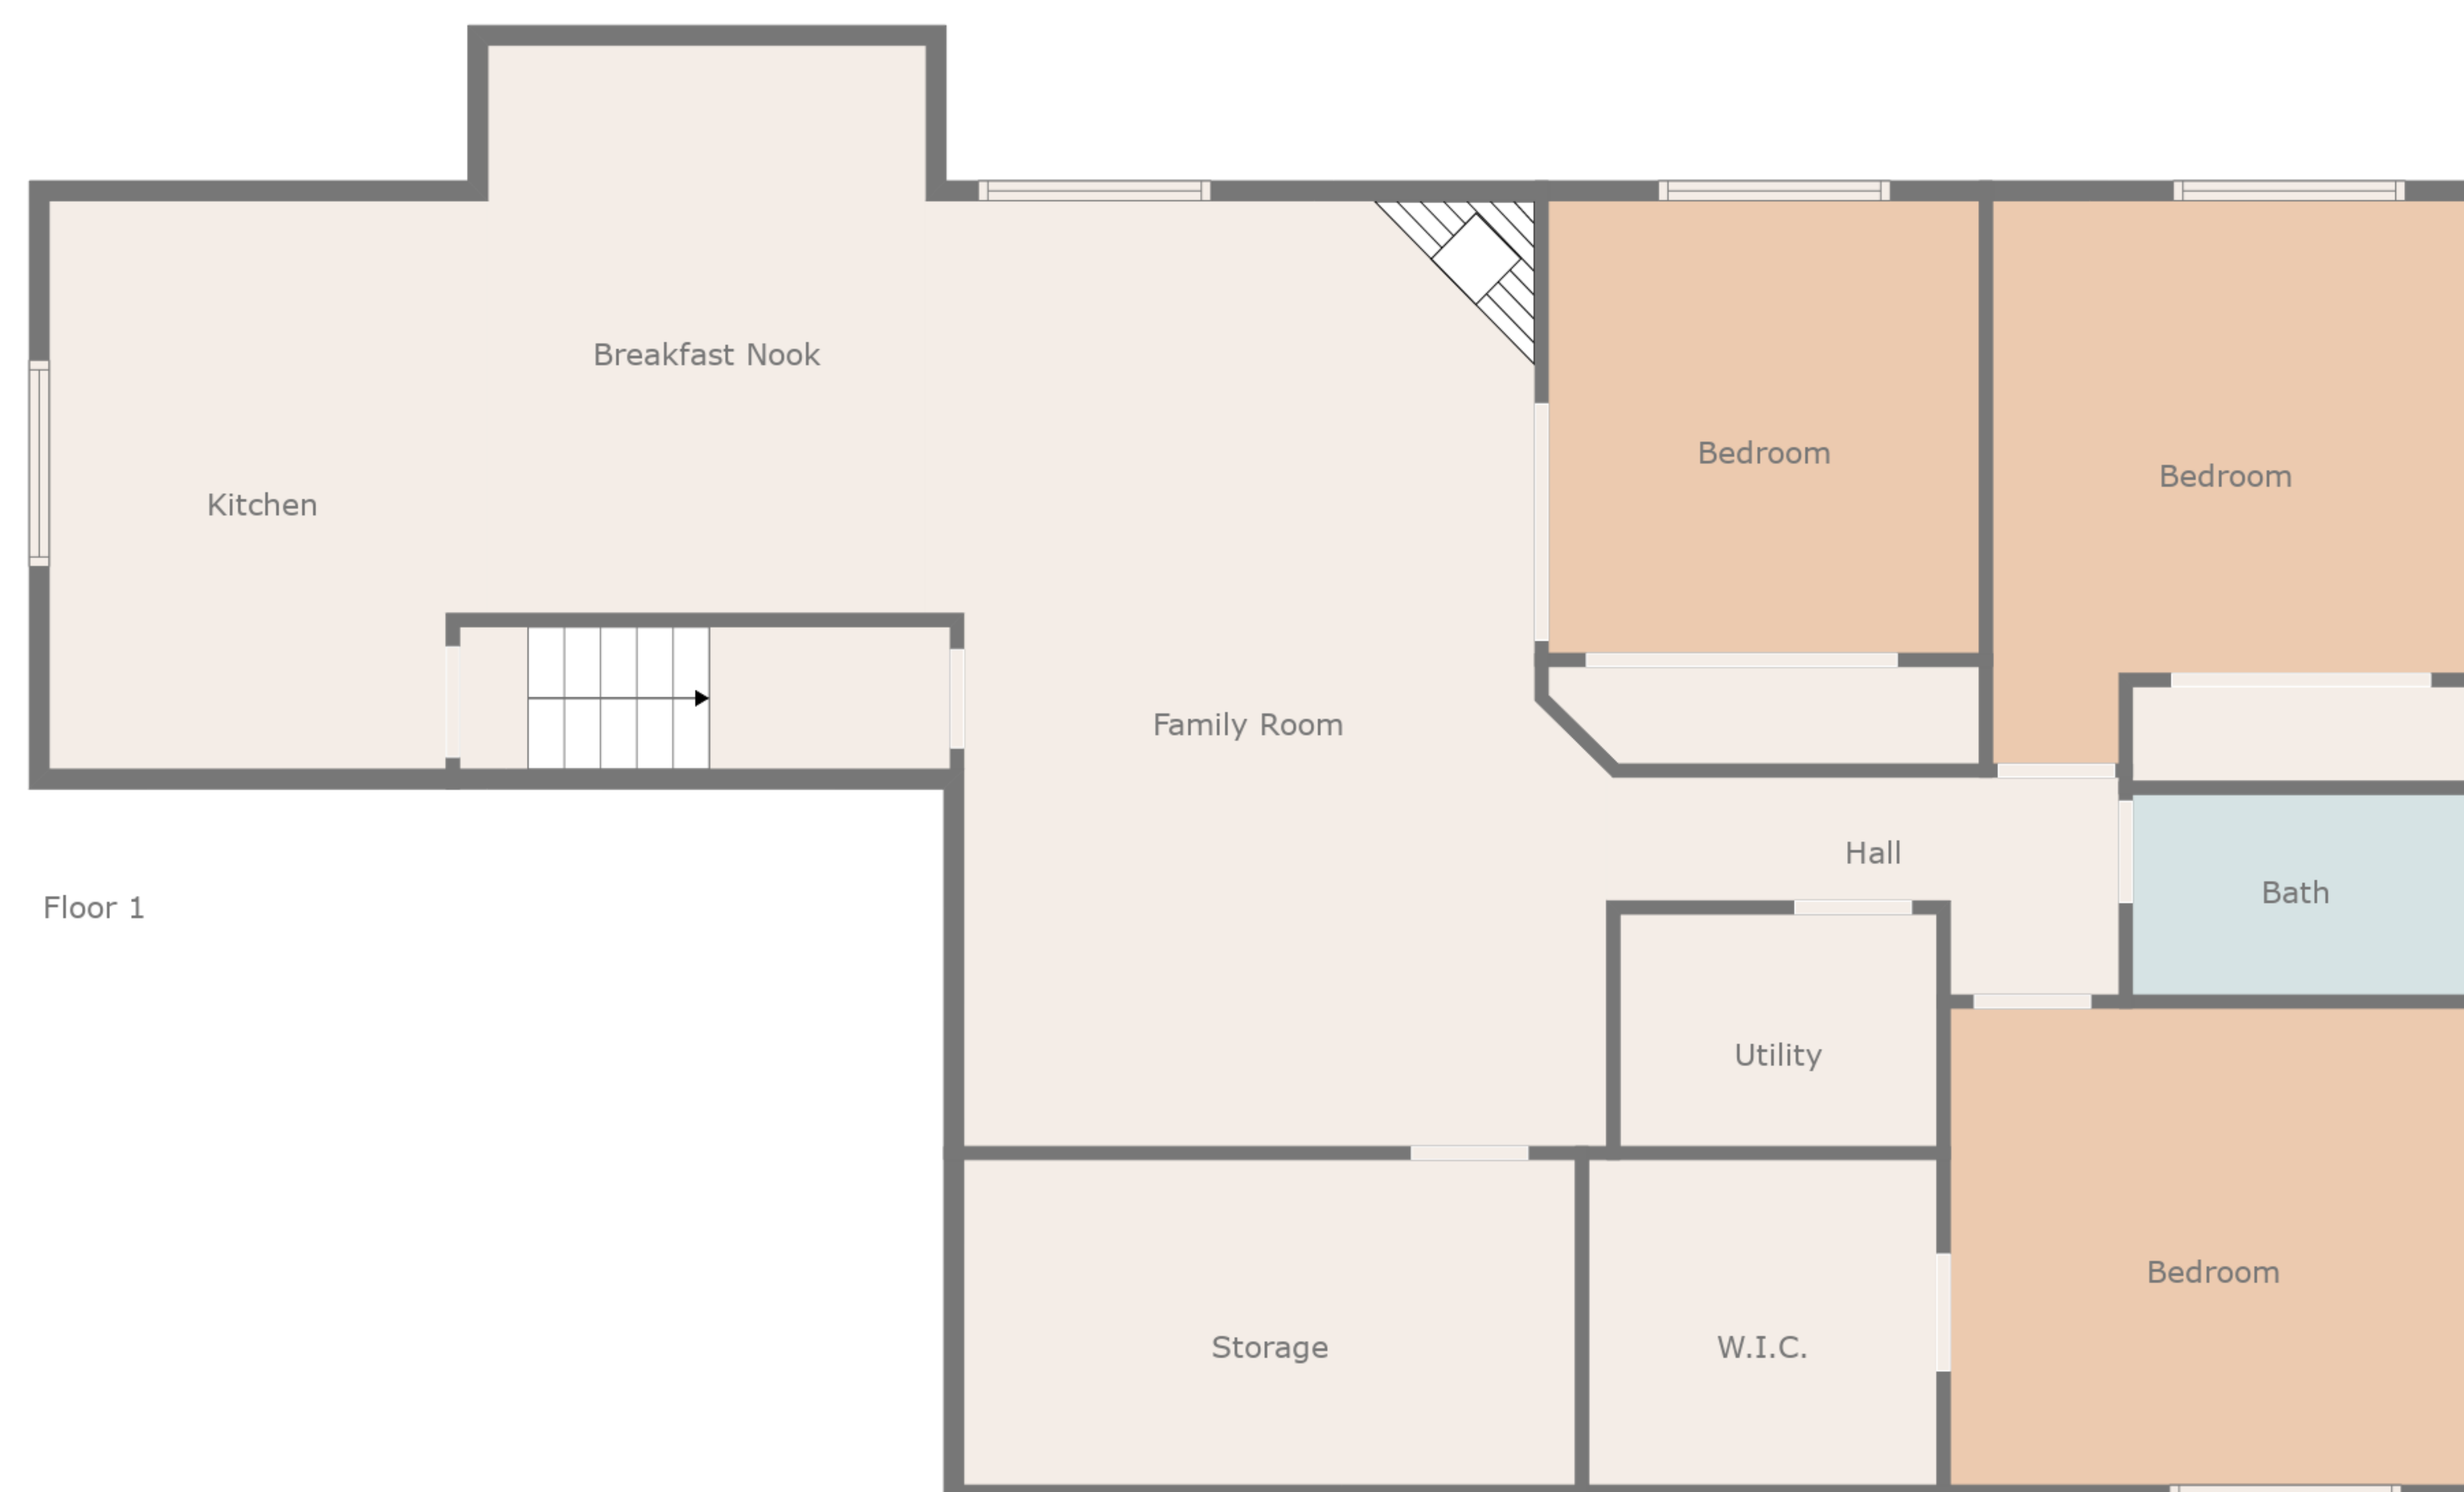 Breakfast Nook
Bedroom
Bedroom
Kitchen
Family Room
Hall
Bath
Floor 1
Utility
Bedroom
Storage
W.I.C.